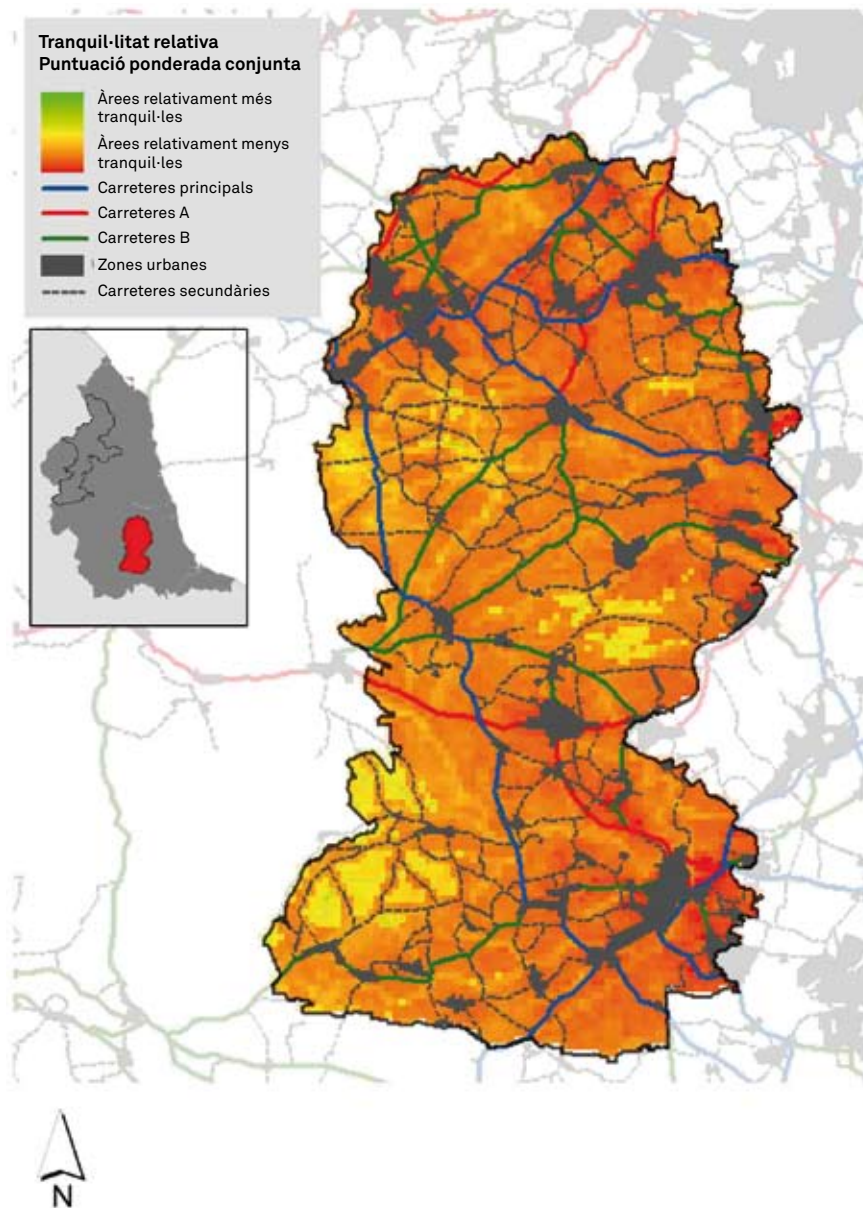 Tranquil·litat relativa
Puntuació ponderada conjunta
Àrees relativament més
tranquil·les
Àrees relativament menys
tranquil·les
Carreteres principals
Carreteres A
Carreteres B
Zones urbanes
Carreteres secundàries
N